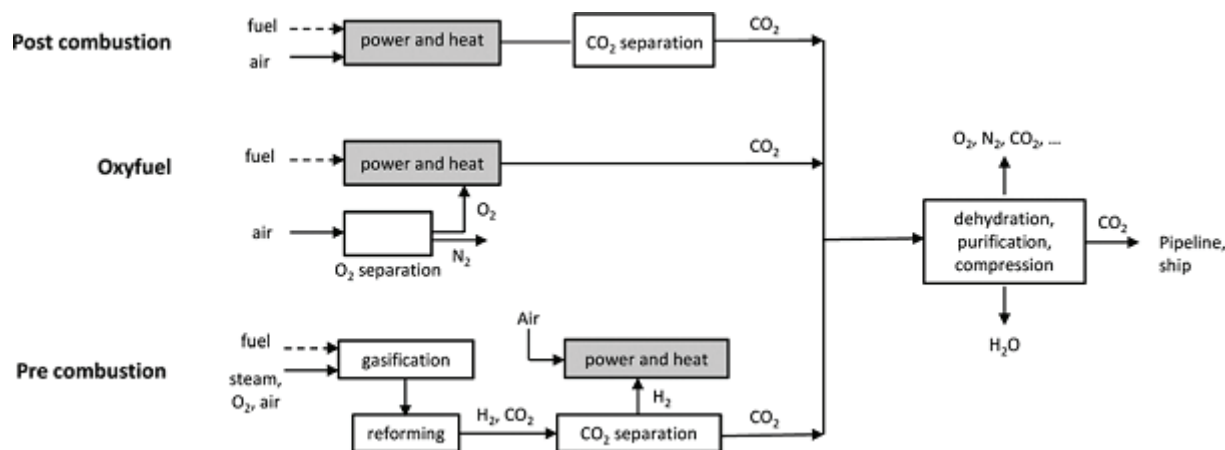 Post combustion
fuel
air
power and heat
CO₂ separation
CO₂
Oxyfuel
fuel
power and heat
CO₂
air
O₂
N₂
O₂ separation
O₂, N₂, CO₂, ...
dehydration,
purification,
compression
CO₂
Pipeline,
ship
H₂O
Pre combustion
fuel
steam,
O₂, air
gasification
reforming
H₂, CO₂
Air
power and heat
H₂
CO₂ separation
CO₂